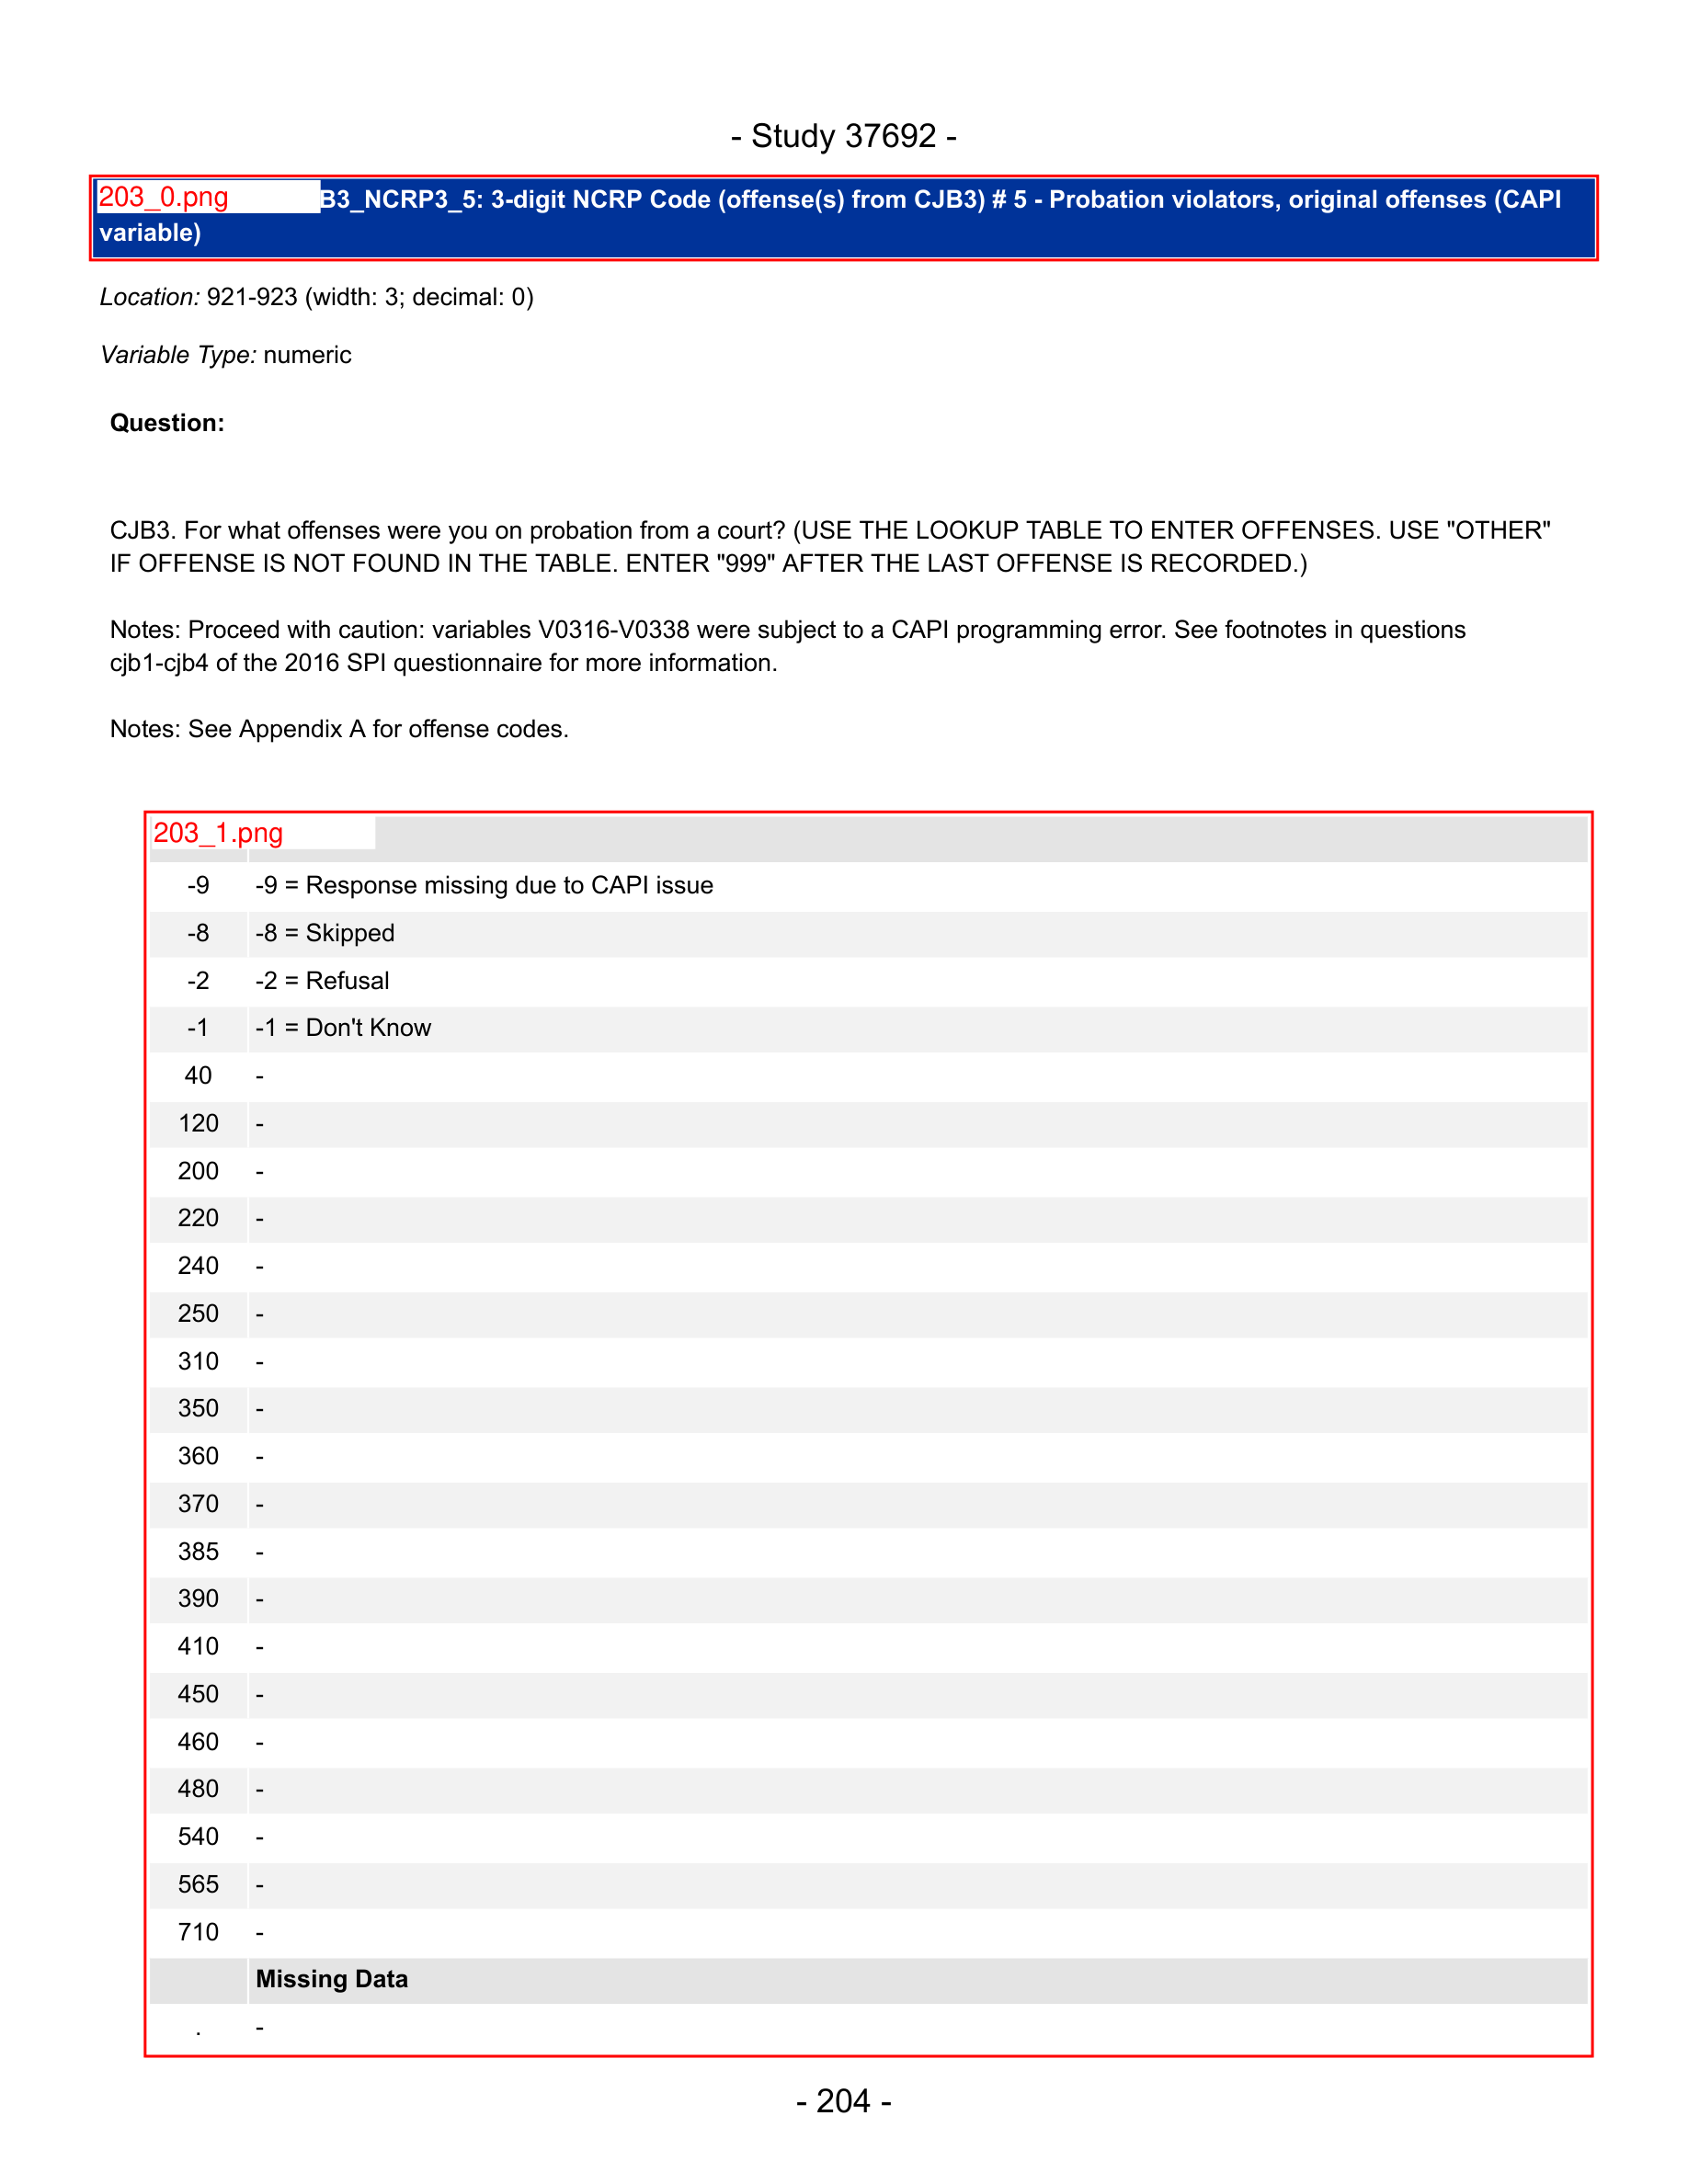 - Study 37692 -
203_0.png B3_NCRP3_5: 3-digit NCRP Code (offense(s) from CJB3) # 5 - Probation violators, original offenses (CAPI
variable)
Location: 921-923 (width: 3; decimal: 0)
Variable Type: numeric
Question:
CJB3. For what offenses were you on probation from a court? (USE THE LOOKUP TABLE TO ENTER OFFENSES. USE "OTHER"
IF OFFENSE IS NOT FOUND IN THE TABLE. ENTER "999" AFTER THE LAST OFFENSE IS RECORDED.)
Notes: Proceed with caution: variables V0316-V0338 were subject to a CAPI programming error. See footnotes in questions
cjb1-cjb4 of the 2016 SPI questionnaire for more information.
Notes: See Appendix A for offense codes.
203_1.png
-9 -9 = Response missing due to CAPI issue
-8 -8 = Skipped
-2 -2 = Refusal
-1 -1 = Don't Know
40 -
120 -
200 -
220 -
240 -
250 -
310 -
350 -
360 -
370 -
385 -
390 -
410 -
450 -
460 -
480 -
540 -
565 -
710 -
Missing Data
. -
- 204 -